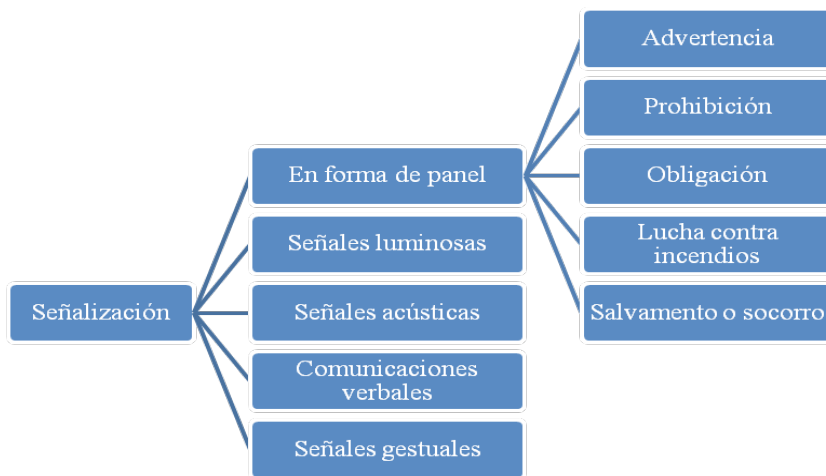 Señalización
En forma de panel
Señales luminosas
Señales acústicas
Comunicaciones
verbales
Señales gestuales
Advertencia
Prohibición
Obligación
Lucha contra
incendios
Salvamento o socorro